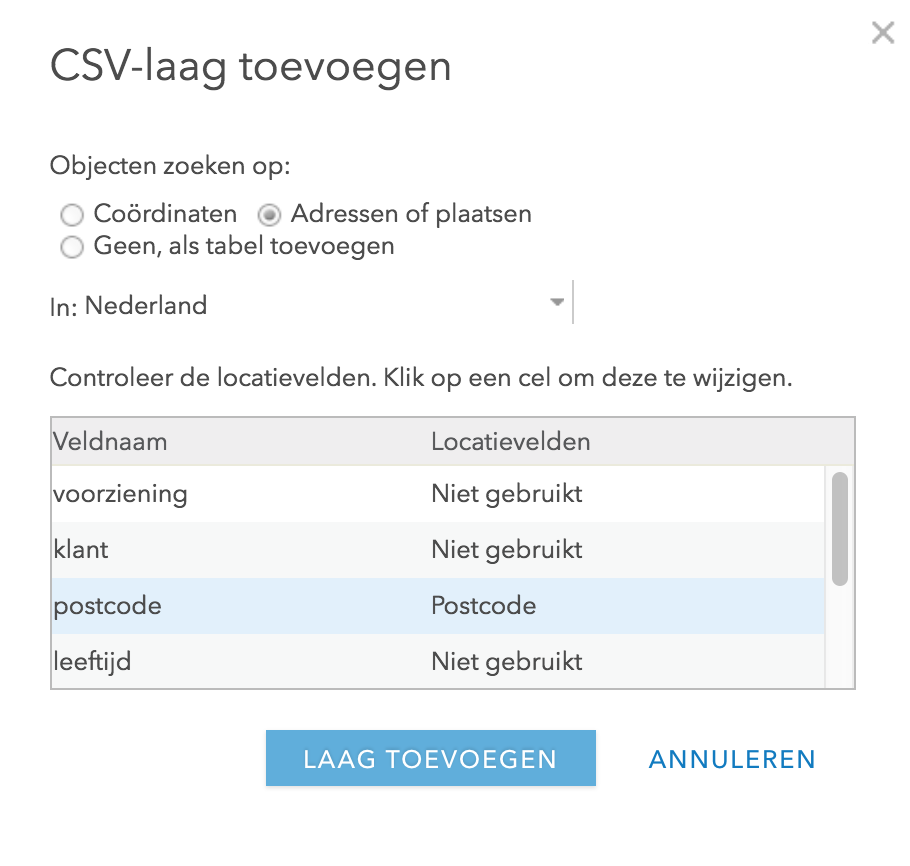 CSV-laag toevoegen
Objecten zoeken op:
Coördinaten Adressen of plaatsen
Geen, als tabel toevoegen
In: Nederland
Controleer de locatievelden. Klik op een cel om deze te wijzigen.
Veldnaam Locatievelden
voorziening Niet gebruikt
klant Niet gebruikt
postcode Postcode
leeftijd Niet gebruikt
LAAG TOEVOEGEN ANNULEREN